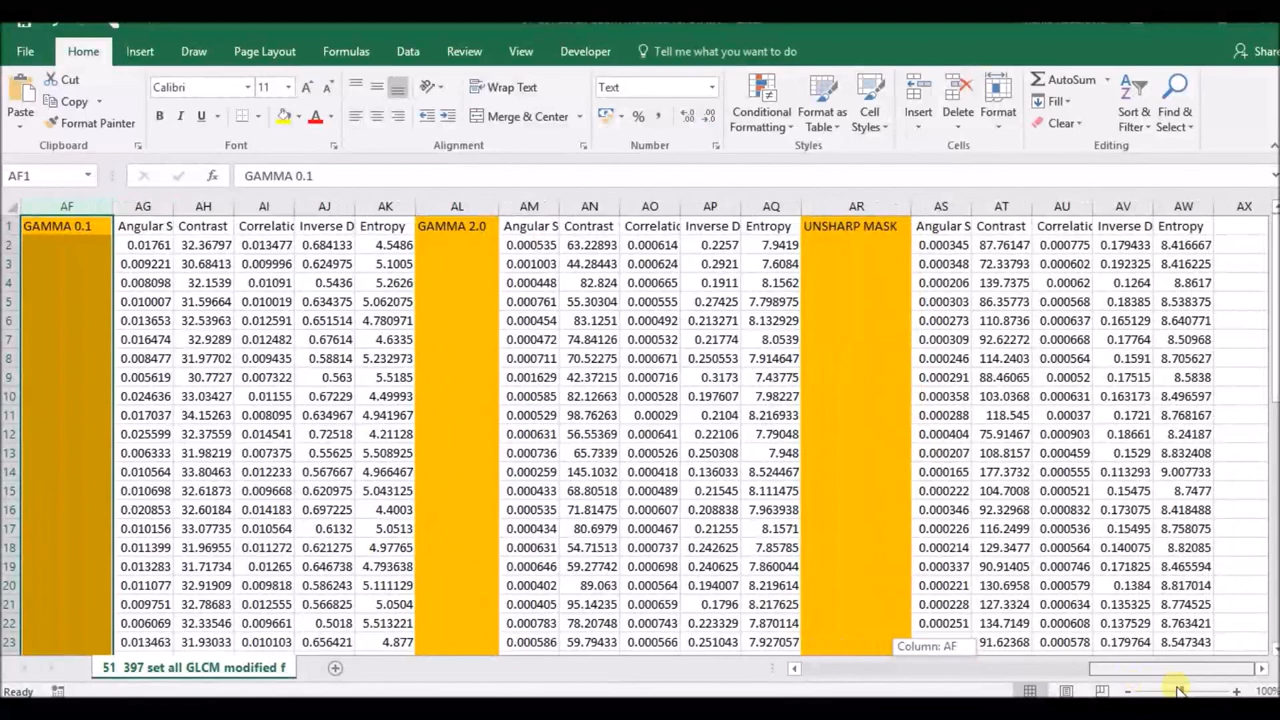 File Home Insert Draw Page Layout Formulas Data Review View Developer Tell me what you want to do Share
Paste Cut Copy Format Painter Clipboard
Calibri 11 A A B I U A Font
Wrap Text Merge & Center Alignment
Text % , Number
Conditional Formatting Format as Table Cell Styles Styles
Insert Delete Format Cells
AutoSum Fill Clear Sort & Filter Find & Select Editing
AF1 fx GAMMA 0.1
AF AG AH AI AJ AK AL AM AN AO AP AQ AR AS AT AU AV AW AX
1 GAMMA 0.1 Angular S Contrast Correlatic Inverse D Entropy GAMMA 2.0 Angular S Contrast Correlatic Inverse D Entropy UNSHARP MASK Angular S Contrast Correlatic Inverse D Entropy
2 0.01761 32.36797 0.013477 0.684133 4.5486 0.000535 63.22893 0.000614 0.2257 7.9419 0.000345 87.76147 0.000775 0.179433 8.416667
3 0.009221 30.68413 0.009996 0.624975 5.1005 0.001003 44.28443 0.000624 0.2921 7.6084 0.000348 72.33793 0.000602 0.192325 8.416225
4 0.008098 32.1539 0.01091 0.5436 5.2626 0.000448 82.824 0.000665 0.1911 8.1562 0.000206 139.7375 0.00062 0.1264 8.8617
5 0.010007 31.59664 0.010019 0.634375 5.062075 0.000761 55.30304 0.000555 0.27425 7.798975 0.000303 86.35773 0.000568 0.18385 8.538375
6 0.013653 32.53963 0.012591 0.651514 4.780971 0.000454 83.1251 0.000492 0.213271 8.132929 0.000273 110.8736 0.000637 0.165129 8.640771
7 0.016474 32.9289 0.012482 0.67614 4.6335 0.000472 74.84126 0.000532 0.21774 8.0539 0.000309 92.62272 0.000668 0.17764 8.50968
8 0.008477 31.97702 0.009435 0.58814 5.232973 0.000711 70.52275 0.000671 0.250553 7.914647 0.000246 114.2403 0.000564 0.1591 8.705627
9 0.005619 30.7727 0.007322 0.563 5.5185 0.001629 42.37215 0.000716 0.3173 7.43775 0.000291 88.46065 0.00052 0.17515 8.5838
10 0.024636 33.03427 0.01155 0.67229 4.49993 0.000585 82.12663 0.000528 0.197607 7.98227 0.000358 103.0368 0.000631 0.163173 8.496597
11 0.017037 34.15263 0.008095 0.634967 4.941967 0.000529 98.76263 0.00029 0.2104 8.216933 0.000288 118.545 0.00037 0.1721 8.768167
12 0.025599 32.37559 0.014541 0.72518 4.21128 0.000631 56.55369 0.000641 0.22106 7.79048 0.000404 75.91467 0.000903 0.18661 8.24187
13 0.006333 31.98219 0.007375 0.55625 5.508925 0.000736 65.7339 0.000526 0.250308 7.948 0.000207 108.8157 0.000459 0.1529 8.832408
14 0.010564 33.80463 0.012233 0.567667 4.966467 0.000259 145.1032 0.000418 0.136033 8.524467 0.000165 177.3732 0.000555 0.113293 9.007733
15 0.010698 32.61873 0.009668 0.620975 5.043125 0.000433 68.80518 0.000489 0.21545 8.111475 0.000222 104.7008 0.000521 0.15475 8.7477
16 0.020853 32.60184 0.014183 0.697225 4.4003 0.000535 71.81475 0.000607 0.208838 7.963938 0.000346 92.32968 0.000832 0.173075 8.418488
17 0.010156 33.07735 0.010564 0.6132 5.0513 0.000434 80.6979 0.000427 0.21255 8.1571 0.000226 116.2499 0.000536 0.15495 8.758075
18 0.011399 31.96955 0.011272 0.621275 4.97765 0.000631 54.71513 0.000737 0.242625 7.85785 0.000214 129.3477 0.000564 0.140075 8.82085
19 0.013283 31.71734 0.01265 0.646738 4.793638 0.000646 59.27742 0.000698 0.240625 7.860044 0.000337 90.91405 0.000746 0.171825 8.465594
20 0.011077 32.91909 0.009818 0.586243 5.111129 0.000402 89.063 0.000564 0.194007 8.219614 0.000221 130.6958 0.000579 0.1384 8.817014
21 0.009751 32.78683 0.012555 0.566825 5.0504 0.000405 95.14235 0.000659 0.1796 8.217625 0.000228 127.3324 0.000634 0.135325 8.774525
22 0.006069 32.33546 0.009661 0.5018 5.513221 0.000783 78.20748 0.000573 0.223329 7.870114 0.000251 134.7149 0.000629 0.137529 8.763421
23 0.013463 31.93033 0.010103 0.656421 4.877 0.000586 59.79433 0.000566 0.251043 7.927057 91.62368 0.000578 0.179764 8.547343
Column: AF
51 397 set all GLCM modified f
Ready 100%